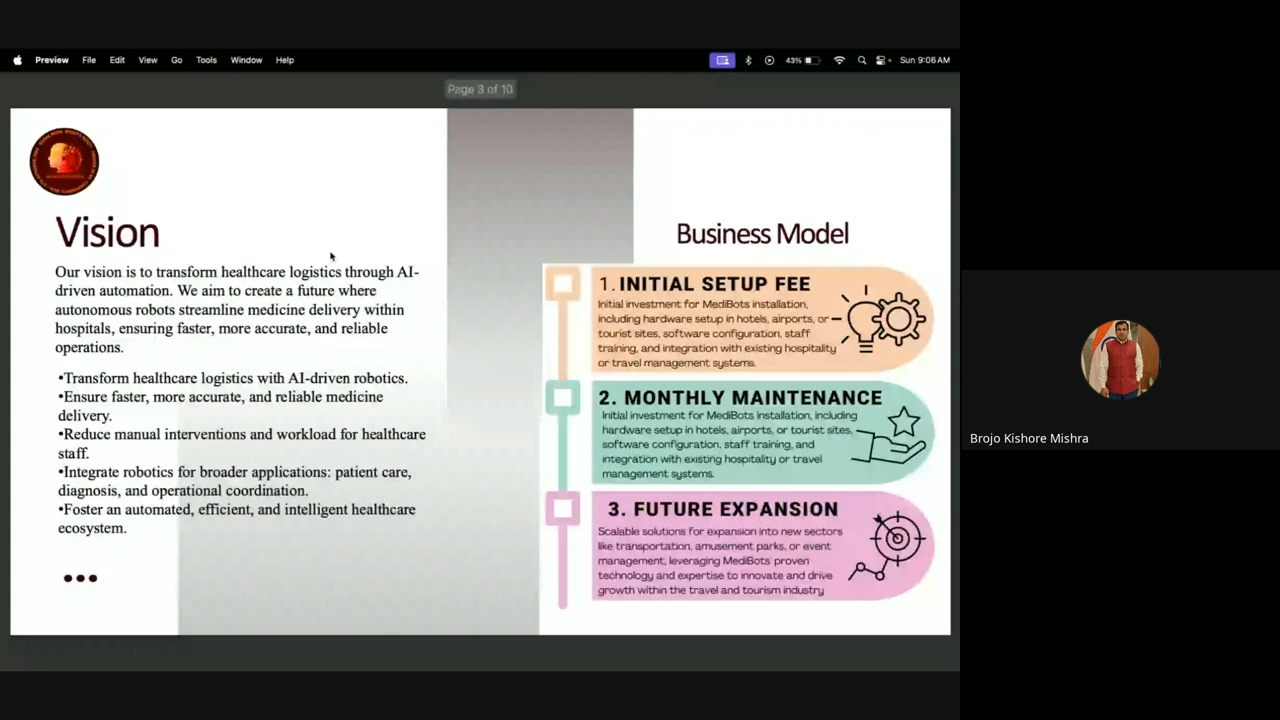 Preview File Edit View Go Tools Window Help
43%
Sun 9:06 AM
Page 3 of 10
Vision
Our vision is to transform healthcare logistics through AI-
driven automation. We aim to create a future where
autonomous robots streamline medicine delivery within
hospitals, ensuring faster, more accurate, and reliable
operations.
•Transform healthcare logistics with AI-driven robotics.
•Ensure faster, more accurate, and reliable medicine
delivery.
•Reduce manual interventions and workload for healthcare
staff.
•Integrate robotics for broader applications: patient care,
diagnosis, and operational coordination.
•Foster an automated, efficient, and intelligent healthcare
ecosystem.
Business Model
1. INITIAL SETUP FEE
Initial investment for MediBots installation,
including hardware setup in hotels, airports, or
tourist sites, software configuration, staff
training, and integration with existing hospitality
or travel management systems.
2. MONTHLY MAINTENANCE
Initial investment for MediBots installation, including
hardware setup in hotels, airports, or tourist sites,
software configuration, staff training, and
integration with existing hospitality or travel
management systems.
3. FUTURE EXPANSION
Scalable solutions for expansion into new sectors
like transportation, amusement parks, or event
management, leveraging MediBots' proven
technology and expertise to innovate and drive
growth within the travel and tourism industry
Brojo Kishore Mishra